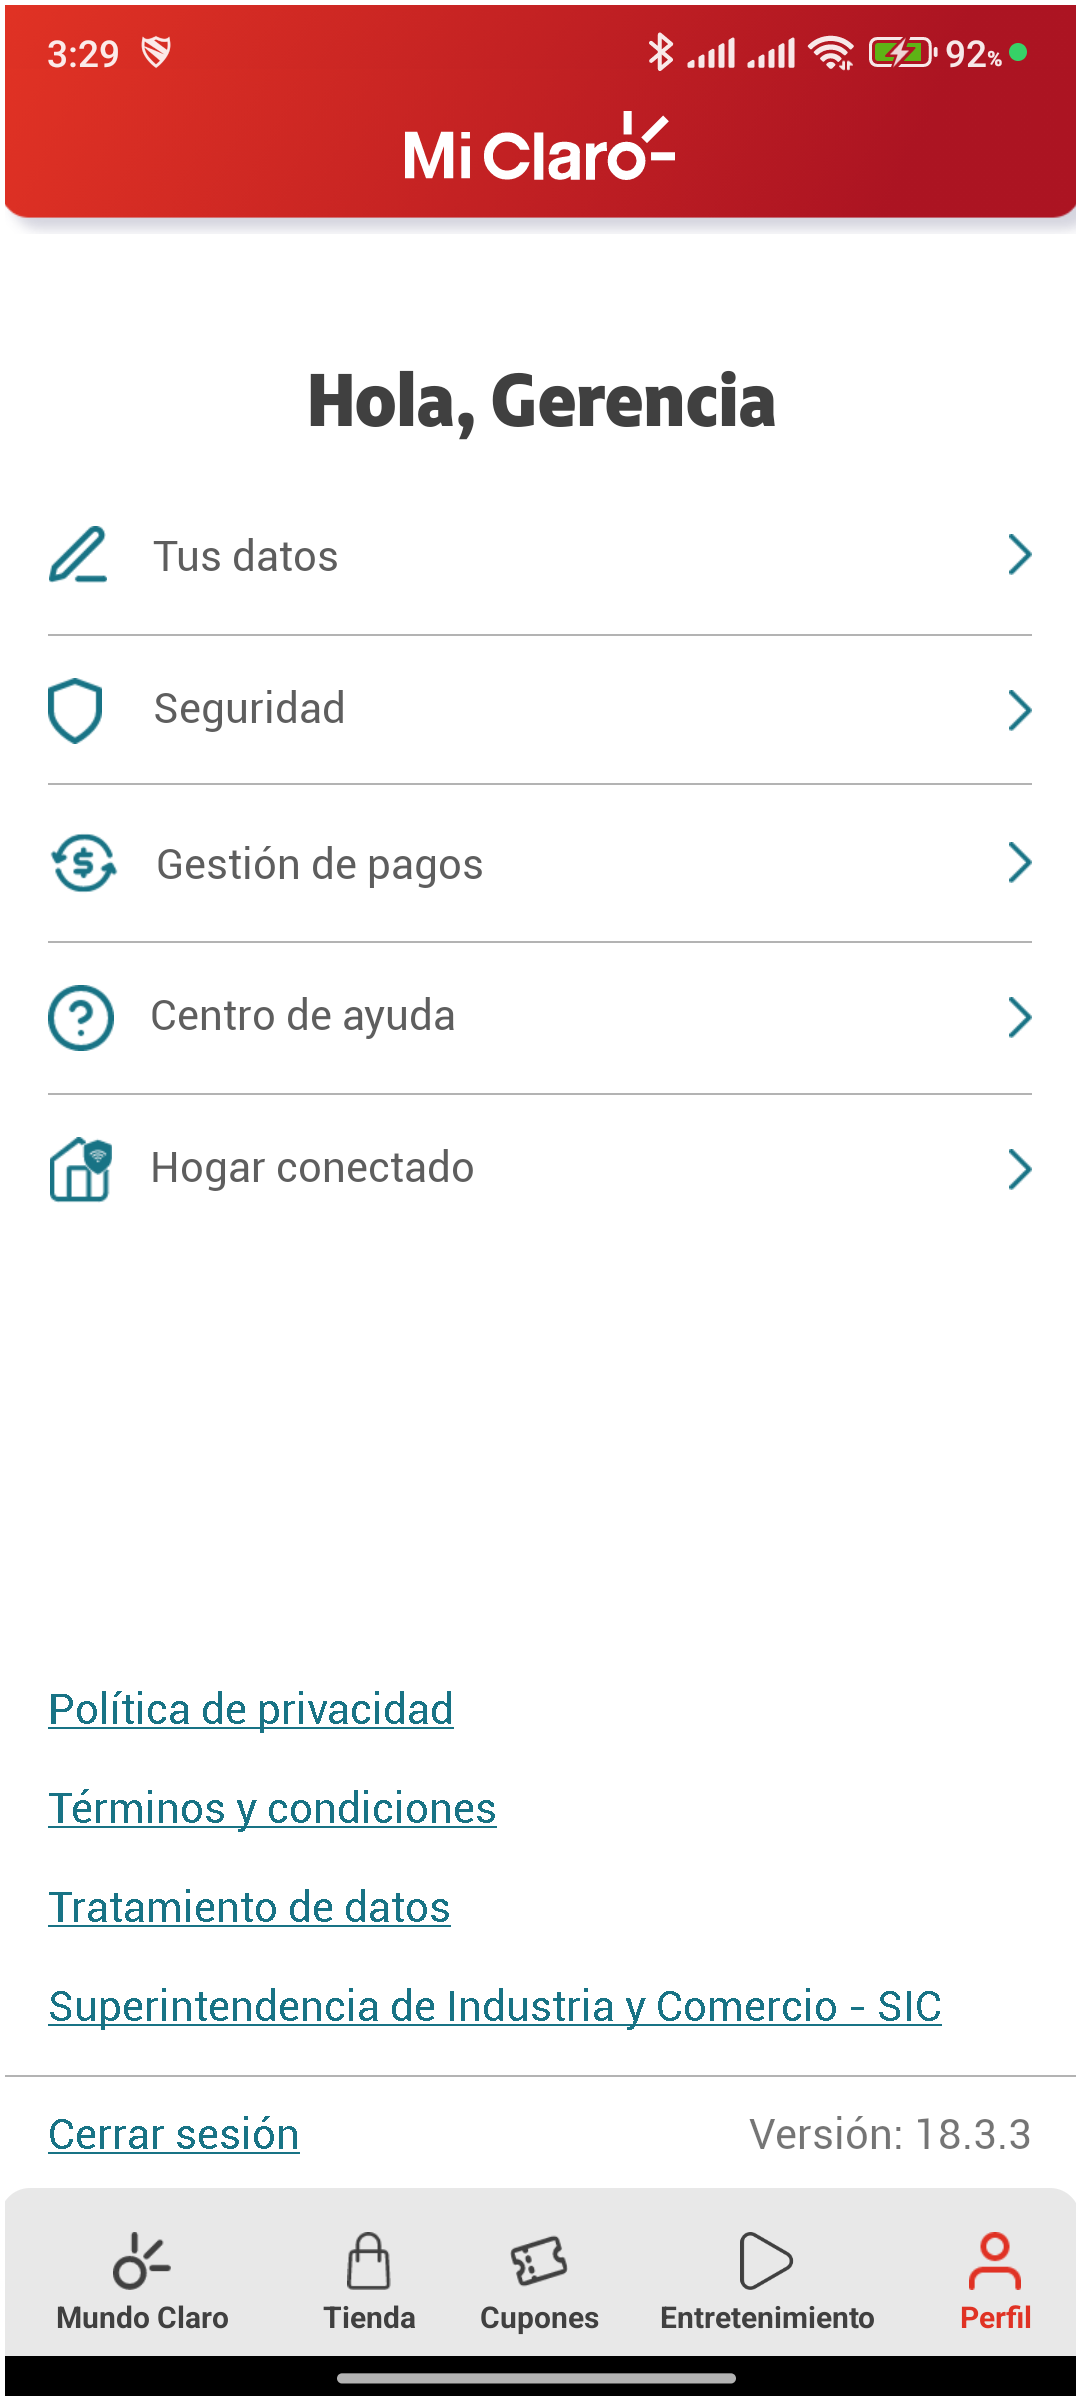 3:29 92%
Mi Claro
Hola, Gerencia
Tus datos
Seguridad
Gestión de pagos
Centro de ayuda
Hogar conectado
Política de privacidad
Términos y condiciones
Tratamiento de datos
Superintendencia de Industria y Comercio - SIC
Cerrar sesión Versión: 18.3.3
Mundo Claro Tienda Cupones Entretenimiento Perfil